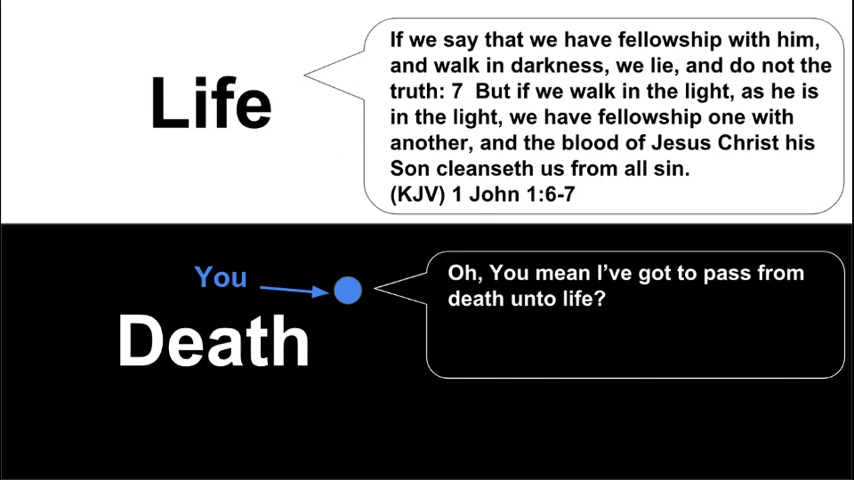 Life
If we say that we have fellowship with him,
and walk in darkness, we lie, and do not the
truth: 7  But if we walk in the light, as he is
in the light, we have fellowship one with
another, and the blood of Jesus Christ his
Son cleanseth us from all sin.
(KJV) 1 John 1:6-7
You
Death
Oh, You mean I’ve got to pass from
death unto life?